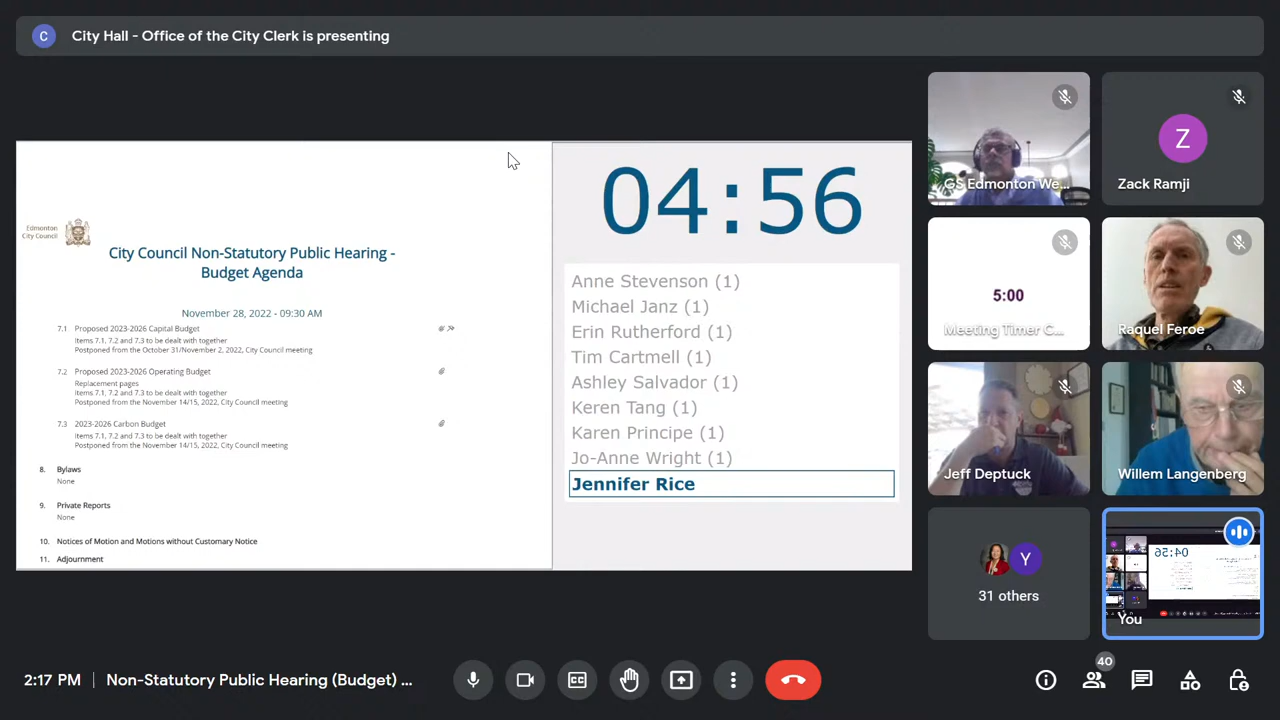 C City Hall - Office of the City Clerk is presenting
Edmonton
City Council
City Council Non-Statutory Public Hearing -
Budget Agenda
November 28, 2022 - 09:30 AM
7.1 Proposed 2023-2026 Capital Budget
Items 7.1, 7.2 and 7.3 to be dealt with together
Postponed from the October 31/November 2, 2022, City Council meeting
7.2 Proposed 2023-2026 Operating Budget
Replacement pages
Items 7.1, 7.2 and 7.3 to be dealt with together
Postponed from the November 14/15, 2022, City Council meeting
7.3 2023-2026 Carbon Budget
Items 7.1, 7.2 and 7.3 to be dealt with together
Postponed from the November 14/15, 2022, City Council meeting
8. Bylaws
None
9. Private Reports
None
10. Notices of Motion and Motions without Customary Notice
11. Adjournment
04:56
Anne Stevenson (1)
Michael Janz (1)
Erin Rutherford (1)
Tim Cartmell (1)
Ashley Salvador (1)
Keren Tang (1)
Karen Principe (1)
Jo-Anne Wright (1)
Jennifer Rice
GS Edmonton We...
Z
Zack Ramji
5:00
Meeting Timer C...
Raquel Feroe
Jeff Deptuck
Willem Langenberg
Y
31 others
04:56
You
2:17 PM | Non-Statutory Public Hearing (Budget) ...
CC
40